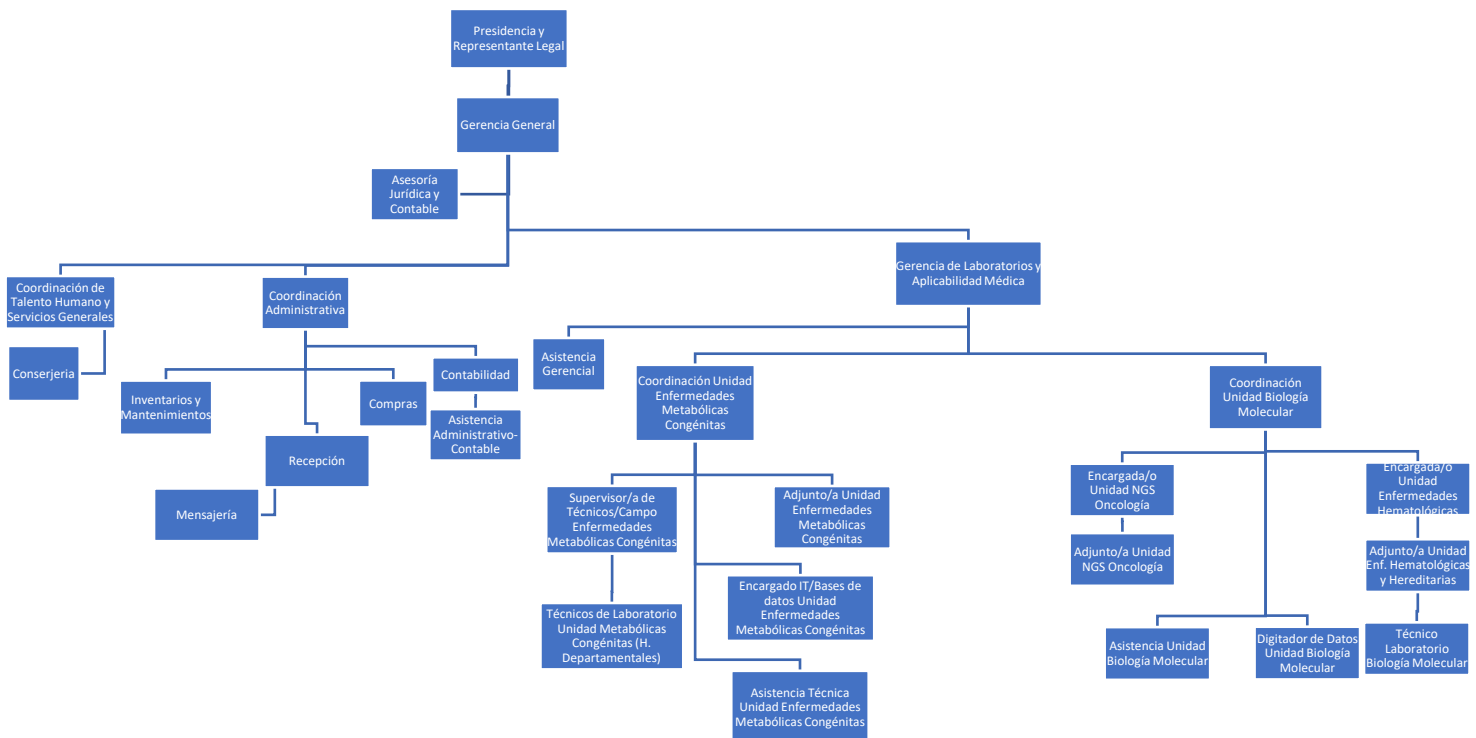 Presidencia y
Representante Legal
Gerencia General
Asesoría
Jurídica y
Contable
Gerencia de Laboratorios y
Aplicabilidad Médica
Coordinación de
Talento Humano y
Servicios Generales
Coordinación
Administrativa
Conserjeria
Inventarios y
Mantenimientos
Compras
Contabilidad
Asistencia
Administrativo-
Contable
Recepción
Mensajería
Asistencia
Gerencial
Coordinación Unidad
Enfermedades
Metabólicas
Congénitas
Coordinación
Unidad Biología
Molecular
Supervisor/a de
Técnicos/Campo
Enfermedades
Metabólicas Congénitas
Adjunto/a Unidad
Enfermedades
Metabólicas
Congénitas
Técnicos de Laboratorio
Unidad Metabólicas
Congénitas (H.
Departamentales)
Encargado IT/Bases de
datos Unidad
Enfermedades
Metabólicas Congénitas
Asistencia Técnica
Unidad Enfermedades
Metabólicas Congénitas
Encargada/o
Unidad NGS
Oncología
Adjunto/a Unidad
NGS Oncología
Encargada/o
Unidad
Enfermedades
Hematológicas
Adjunto/a Unidad
Enf. Hematológicas
y Hereditarias
Asistencia Unidad
Biología Molecular
Digitador de Datos
Unidad Biología
Molecular
Técnico
Laboratorio
Biología Molecular